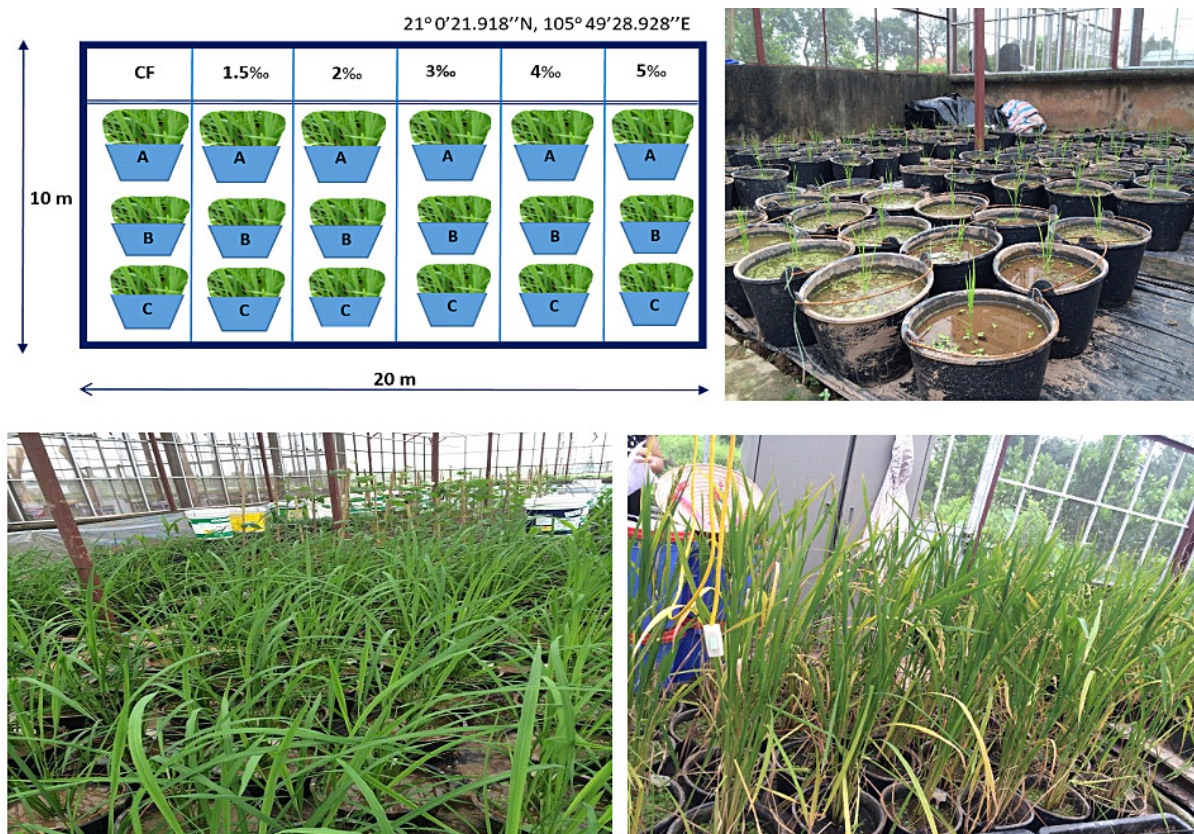 21° 0'21.918''N, 105° 49'28.928''E
CF 1.5‰ 2‰ 3‰ 4‰ 5‰
A A A A A A
10 m
B B B B B B
C C C C C C
20 m